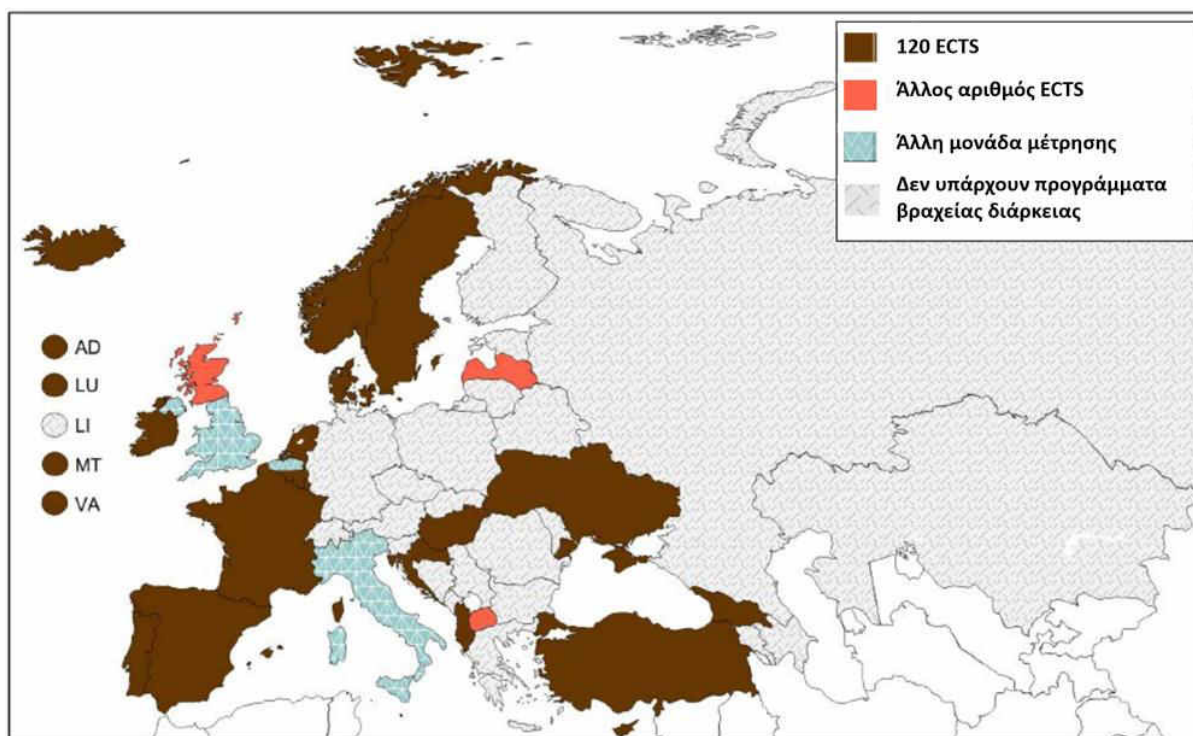 120 ECTS
Άλλος αριθμός ECTS
Άλλη μονάδα μέτρησης
Δεν υπάρχουν προγράμματα
βραχείας διάρκειας
AD
LU
LI
MT
VA